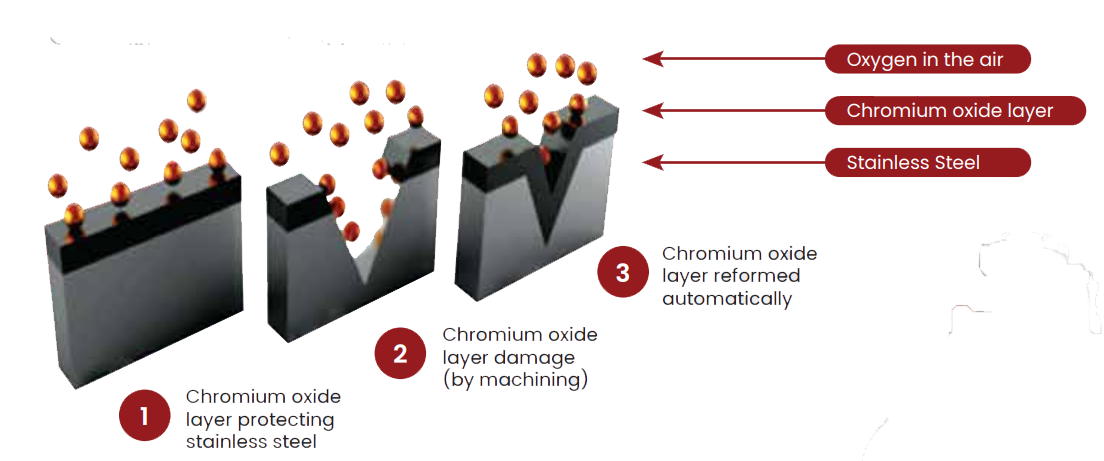 Oxygen in the air
Chromium oxide layer
Stainless Steel
3
Chromium oxide
layer reformed
automatically
2
Chromium oxide
layer damage
(by machining)
1
Chromium oxide
layer protecting
stainless steel